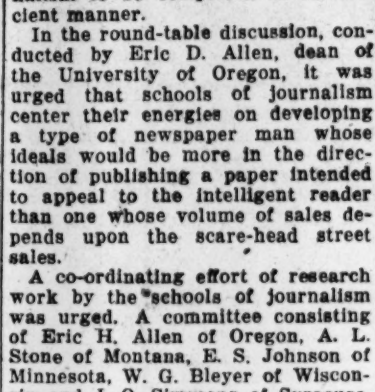 cient manner.
In the round-table discussion, con-
ducted by Eric D. Allen, dean of
the University of Oregon, it was
urged that schools of journalism
center their energies on developing
a type of newspaper man whose
ideals would be more in the direc-
tion of publishing a paper intended
to appeal to the intelligent reader
than one whose volume of sales de-
pends upon the scare-head street
sales.
A co-ordinating effort of research
work by the schools of journalism
was urged. A committee consisting
of Eric H. Allen of Oregon, A. L.
Stone of Montana, E. S. Johnson of
Minnesota, W. G. Bleyer of Wiscon-